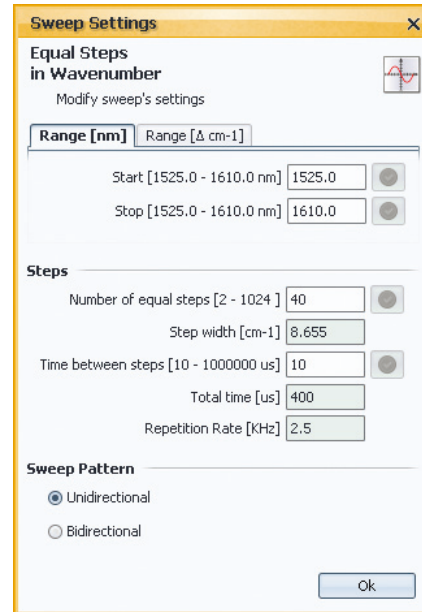 Sweep Settings
Equal Steps
in Wavenumber
Modify sweep's settings
Range [nm] Range [Δ cm-1]
Start [1525.0 - 1610.0 nm] 1525.0
Stop [1525.0 - 1610.0 nm] 1610.0
Steps
Number of equal steps [2 - 1024 ] 40
Step width [cm-1] 8.655
Time between steps [10 - 1000000 us] 10
Total time [us] 400
Repetition Rate [KHz] 2.5
Sweep Pattern
Unidirectional
Bidirectional
Ok